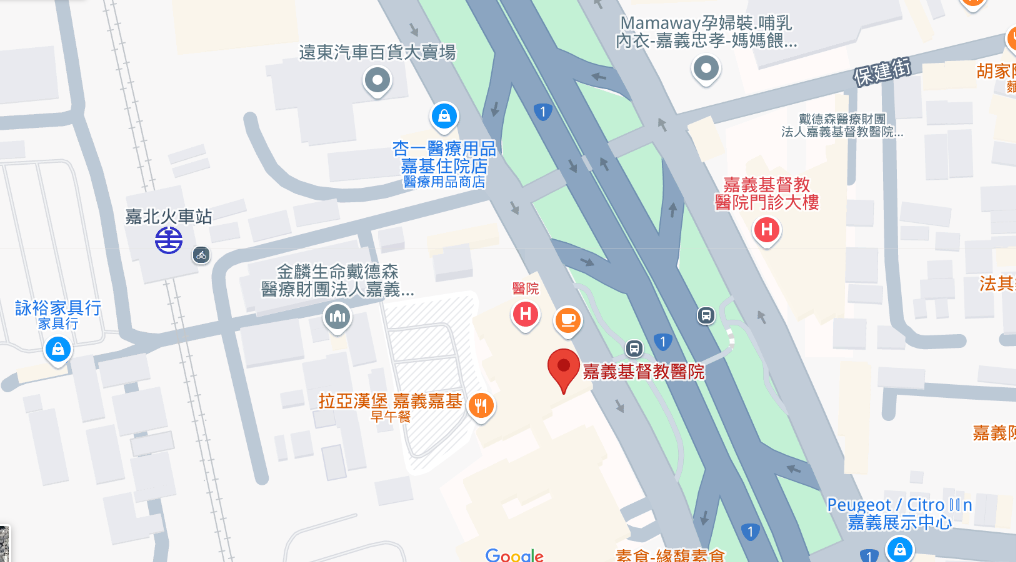 Mamaway孕婦裝.哺乳
內衣-嘉義忠孝-媽媽餵...
遠東汽車百貨大賣場
保建街
胡家
1
戴德森醫療財團
法人嘉義基督教醫院...
杏一醫療用品
嘉基住院店
醫療用品商店
嘉義基督教
醫院門診大樓
H
嘉北火車站
金麟生命戴德森
醫療財團法人嘉義...
法其
醫院
H
詠裕家具行
家具行
1
嘉義基督教醫院
拉亞漢堡 嘉義嘉基
早午餐
嘉義
Peugeot / Citro n
嘉義展示中心
1
1
Google
素食-緣馥素食